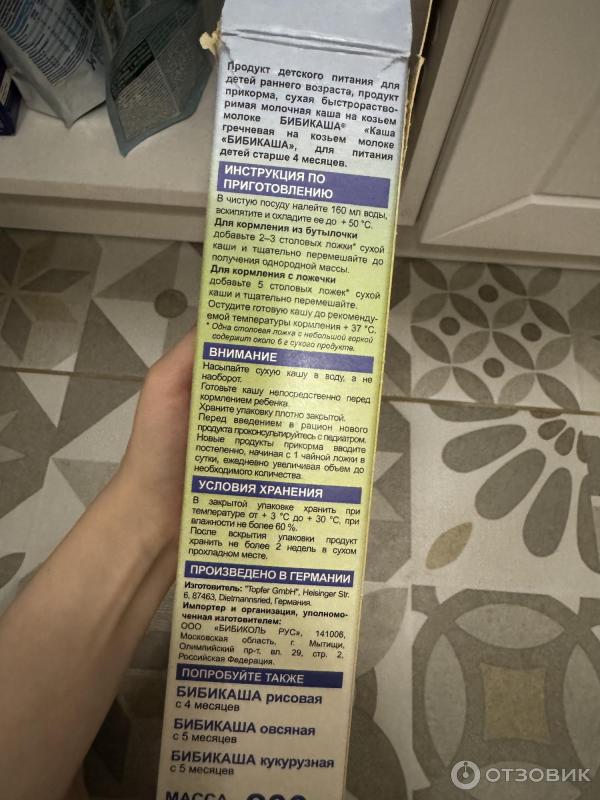 Продукт детского питания для
детей раннего возраста, продукт
прикорма, сухая быстрораство-
римая молочная каша на козьем
молоке БИБИКАША® «Каша
гречневая на козьем молоке
«БИБИКАША», для питания
детей старше 4 месяцев.
ИНСТРУКЦИЯ ПО
ПРИГОТОВЛЕНИЮ
В чистую посуду налейте 160 мл воды,
вскипятите и охладите ее до + 50 °С.
Для кормления из бутылочки
добавьте 2–3 столовых ложки* сухой
каши и тщательно перемешайте до
получения однородной массы.
Для кормления с ложечки
добавьте 5 столовых ложек* сухой
каши и тщательно перемешайте.
Остудите готовую кашу до рекоменду-
емой температуры кормления + 37 °С.
* Одна столовая ложка с небольшой горкой
содержит около 6 г сухого продукта.
ВНИМАНИЕ
Насыпайте сухую кашу в воду, а не
наоборот.
Готовьте кашу непосредственно перед
кормлением ребенка.
Храните упаковку плотно закрытой.
Перед введением в рацион нового
продукта проконсультируйтесь с педиатром.
Новые продукты прикорма вводите
постепенно, начиная с 1 чайной ложки в
сутки, ежедневно увеличивая объем до
необходимого количества.
УСЛОВИЯ ХРАНЕНИЯ
В закрытой упаковке хранить при
температуре от + 3 °С до + 30 °С, при
влажности не более 60 %.
После вскрытия упаковки продукт
хранить не более 2 недель в сухом
прохладном месте.
ПРОИЗВЕДЕНО В ГЕРМАНИИ
Изготовитель: "Topfer GmbH", Heisinger Str.
6, 87463, Dietmannsried, Германия.
Импортер и организация, уполномо-
ченная изготовителем:
ООО «БИБИКОЛЬ РУС», 141006,
Московская область, г. Мытищи,
Олимпийский пр-т, вл. 29, стр. 2,
Российская Федерация.
ПОПРОБУЙТЕ ТАКЖЕ
БИБИКАША рисовая
с 4 месяцев
БИБИКАША овсяная
с 5 месяцев
БИБИКАША кукурузная
с 5 месяцев
МАССА
ОТЗОВИК